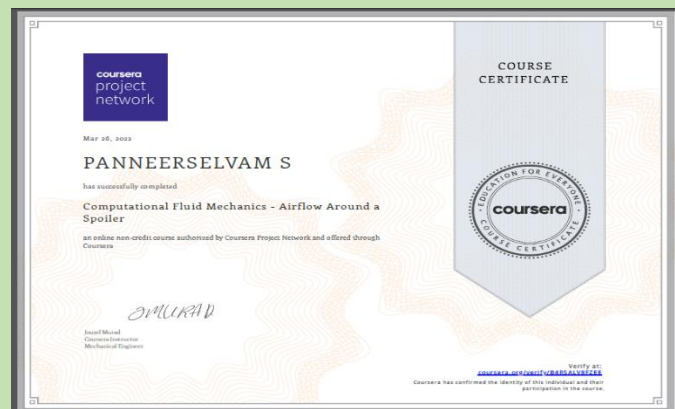 coursera
project
network
Mar 26, 2022
PANNEERSELVAM S
has successfully completed
Computational Fluid Mechanics - Airflow Around a
Spoiler
an online non-credit course authorized by Coursera Project Network and offered through
Coursera
JMURAD
Mechanical Engineer
Coursera Instructor
COURSE
CERTIFICATE
EDUCATION FOR EVERYONE
coursera
COURSE CERTIFICATE
Verify at:
Coursera has confirmed the identity of this individual and their
participation in the course.